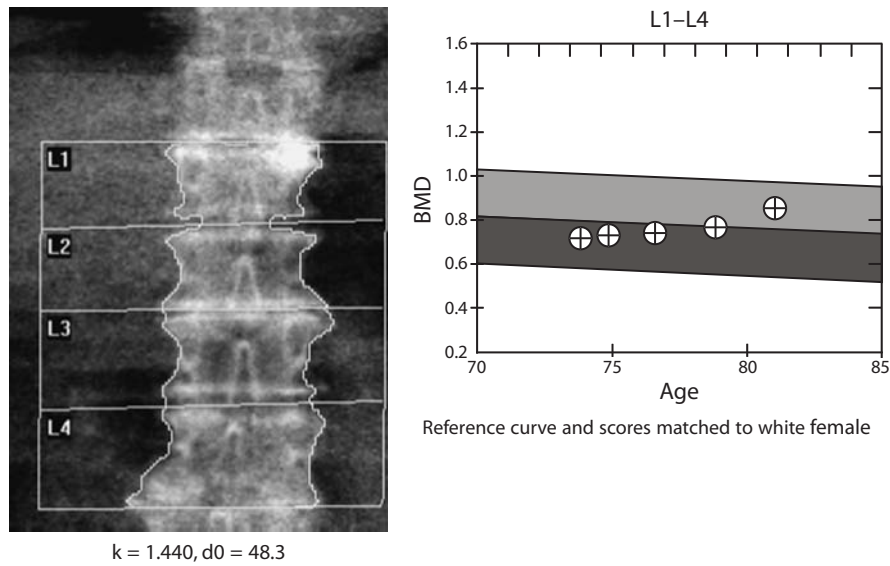 L1
L2
L3
L4
k = 1.440, d0 = 48.3
L1–L4
BMD
1.6
1.4
1.2
1.0
0.8
0.6
0.4
0.2
70 75 80 85
Age
Reference curve and scores matched to white female